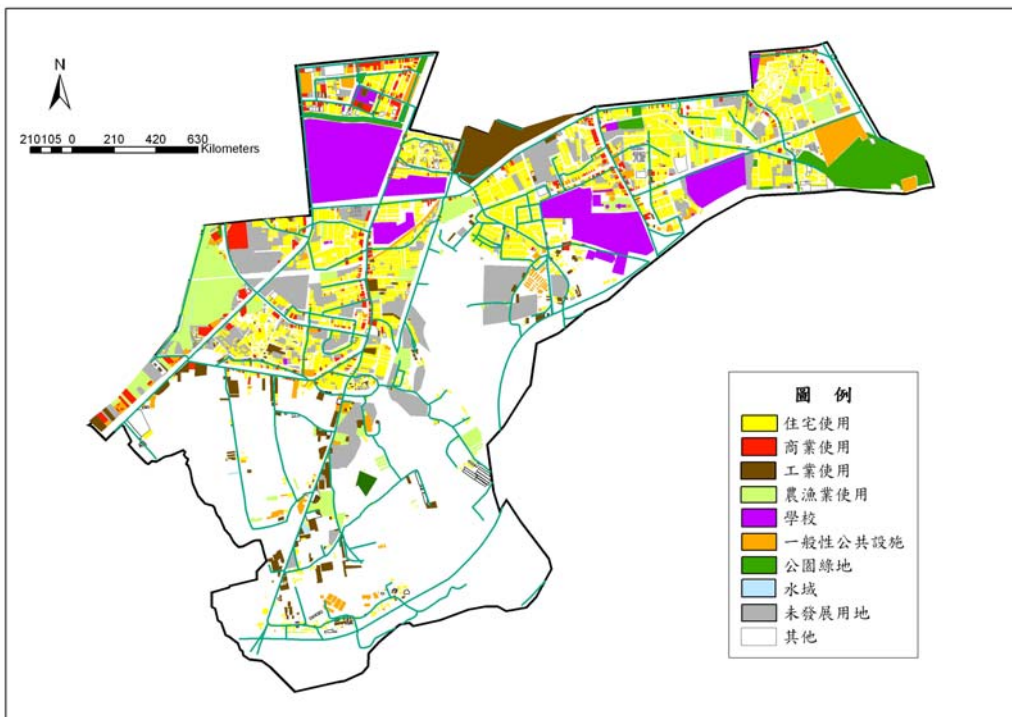 N
210105 0 210 420 630
Kilometers
圖 例
住宅使用
商業使用
工業使用
農漁業使用
學校
一般性公共設施
公園綠地
水域
未發展用地
其他